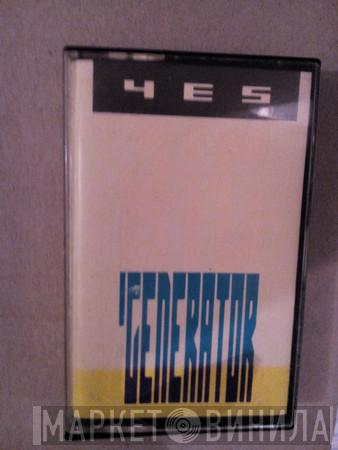 YES
GENERATOR
МАРКЕТ ВИНИЛА